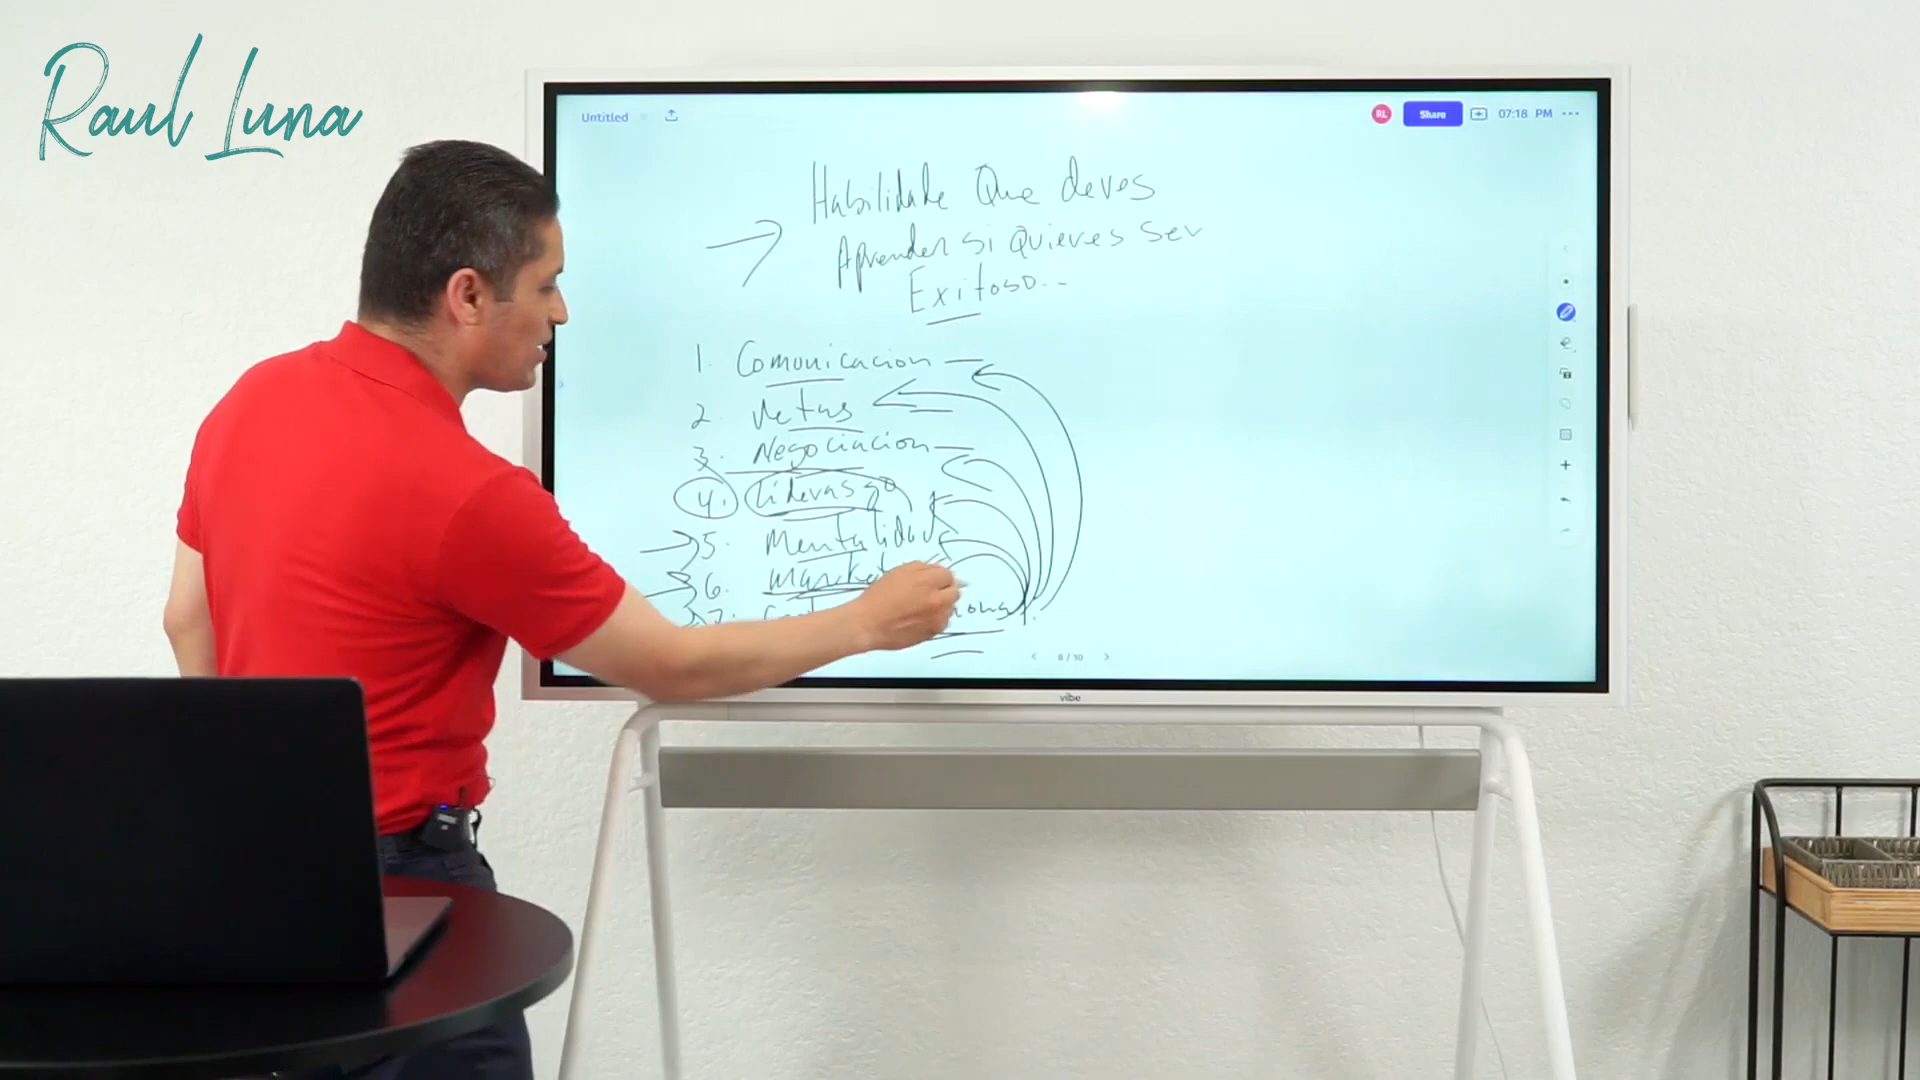 Raul Luna
Untitled
RL
Share
07:18 PM
Habilidade Que deves
Aprender si quieres ser
Exitoso...
1. Comunicacion
2. Metas
3. Negociacion
4.Liderasgo
5. Mentalidad
6.
7.
8/10
vibe